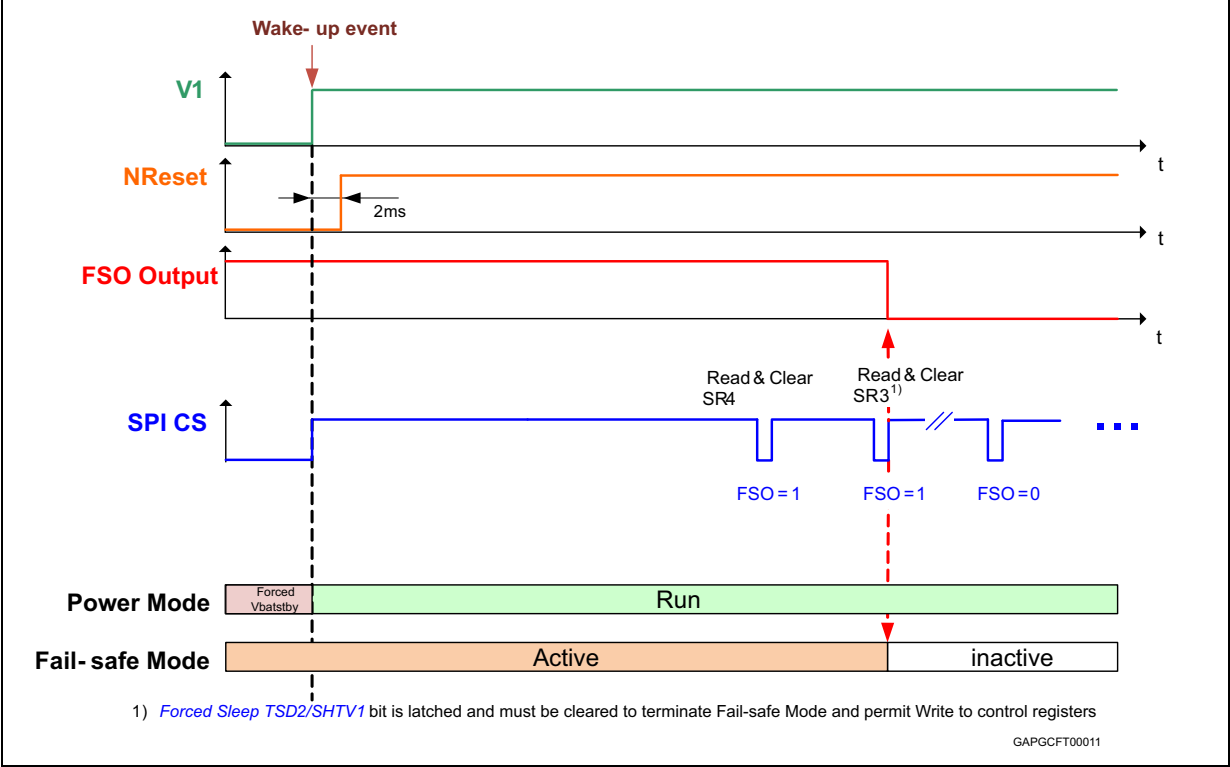 Wake- up event
V1
t
NReset
2ms
t
FSO Output
t
Read & Clear
SR4
Read & Clear
SR3 1)
SPI CS
FSO = 1
FSO = 1
FSO = 0
Power Mode
Forced
Vbatstby
Run
Fail- safe Mode
Active
inactive
1) Forced Sleep TSD2/SHTV1 bit is latched and must be cleared to terminate Fail-safe Mode and permit Write to control registers
GAPGCFT00011